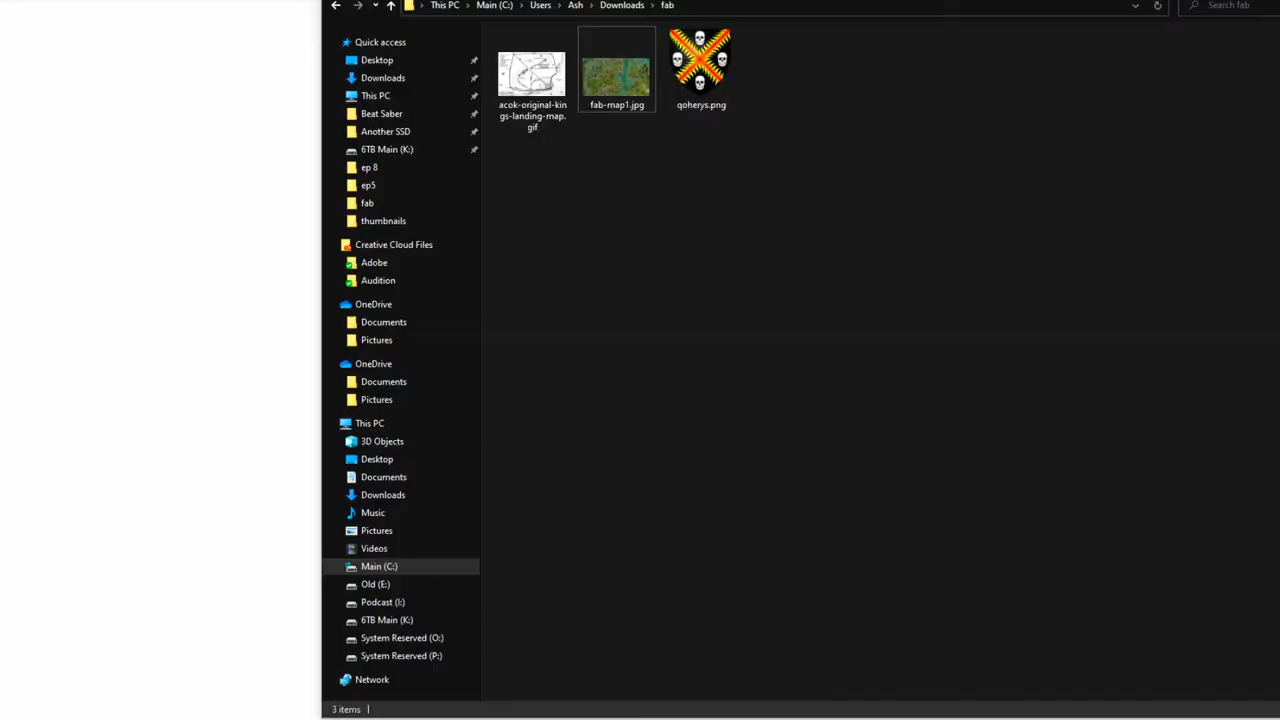 This PC
Main (C:)
Users
Ash
Downloads
fab
Search fab
Quick access
Desktop
Downloads
This PC
Beat Saber
Another SSD
6TB Main (K:)
ep 8
ep5
fab
thumbnails
Creative Cloud Files
Adobe
Audition
OneDrive
Documents
Pictures
OneDrive
Documents
Pictures
This PC
3D Objects
Desktop
Documents
Downloads
Music
Pictures
Videos
Main (C:)
Old (E:)
Podcast (I:)
6TB Main (K:)
System Reserved (O:)
System Reserved (P:)
Network
acok-original-kin
gs-landing-map.
gif
fab-map1.jpg
qoherys.png
3 items